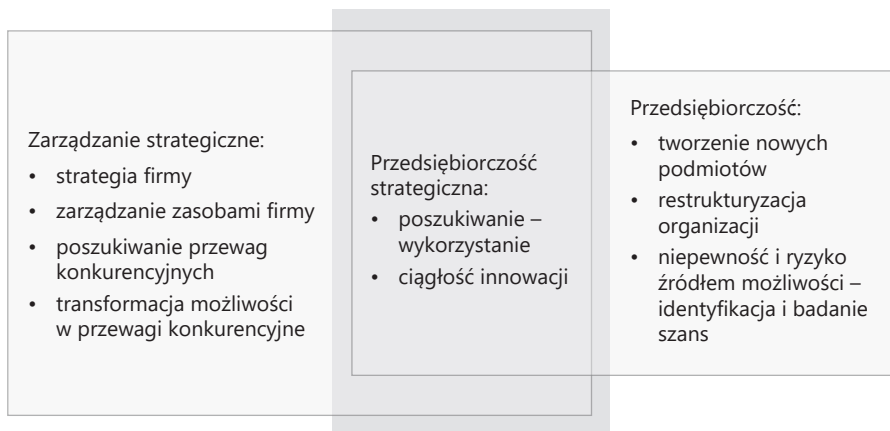 Zarządzanie strategiczne:
• strategia firmy
• zarządzanie zasobami firmy
• poszukiwanie przewag
konkurencyjnych
• transformacja możliwości
w przewagi konkurencyjne
Przedsiębiorczość
strategiczna:
• poszukiwanie –
wykorzystanie
• ciągłość innowacji
Przedsiębiorczość:
• tworzenie nowych
podmiotów
• restrukturyzacja
organizacji
• niepewność i ryzyko
źródłem możliwości –
identyfikacja i badanie
szans